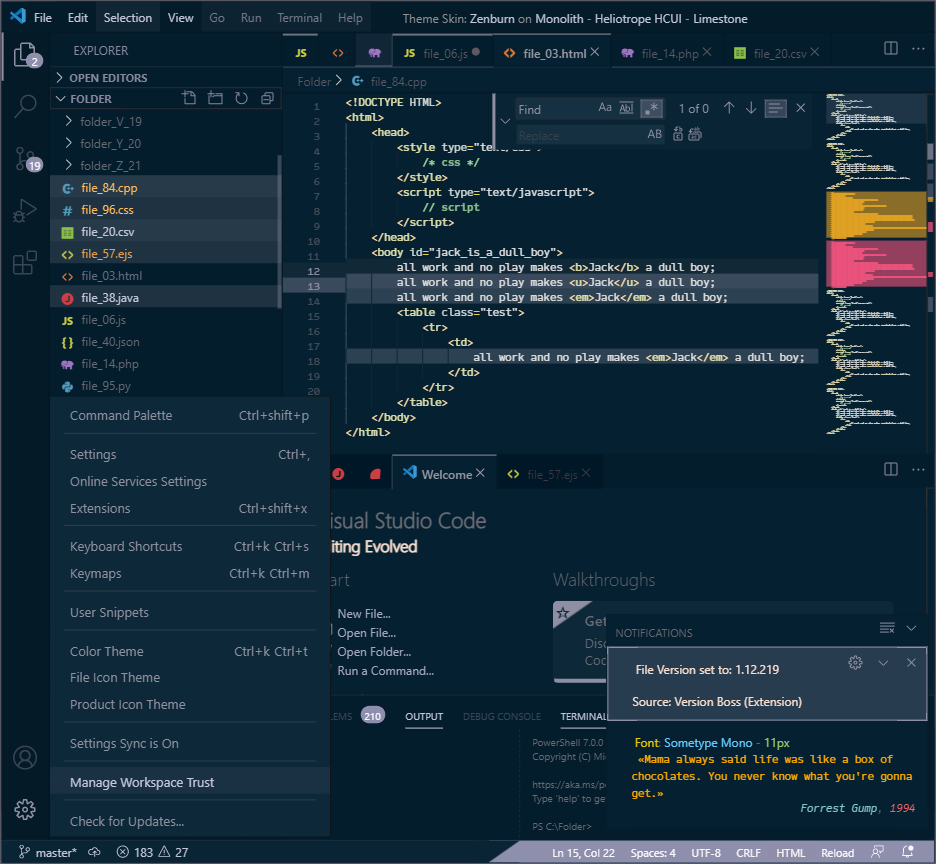 File Edit Selection View Go Run Terminal Help Theme Skin: Zenburn on Monolith - Heliotrope HCUI - Limestone
2
EXPLORER
JS JS file_06.js file_03.html file_14.php file_20.csv
OPEN EDITORS
Folder file_84.cpp
FOLDER
folder_V_19
folder_Y_20
folder_Z_21
file_84.cpp
file_96.css
file_20.csv
file_57.ejs
file_03.html
file_38.java
JS file_06.js
file_40.json
file_14.php
file_95.py
19
1 <!DOCTYPE HTML>
2 <html>
3 <head>
4 <style type="text/css">
5 /* css */
6 </style>
7 <script type="text/javascript">
8 // script
9 </script>
10 </head>
11 <body id="jack_is_a_dull_boy">
12 all work and no play makes <b>Jack</b> a dull boy;
13 all work and no play makes <u>Jack</u> a dull boy;
14 all work and no play makes <em>Jack</em> a dull boy;
15 <table class="test">
16 <tr>
17 <td>
18 all work and no play makes <em>Jack</em> a dull boy;
19 </td>
20 </tr>
</table>
</body>
</html>
Find Aa Abl .* 1 of 0
Replace AB
Command Palette Ctrl+shift+p
Settings Ctrl+,
Online Services Settings
Extensions Ctrl+shift+x
Keyboard Shortcuts Ctrl+k Ctrl+s
Keymaps Ctrl+k Ctrl+m
User Snippets
Color Theme Ctrl+k Ctrl+t
File Icon Theme
Product Icon Theme
Settings Sync is On
Manage Workspace Trust
Check for Updates...
Welcome file_57.ejs
isual Studio Code
iting Evolved
art
New File...
Open File...
Open Folder...
Run a Command...
Walkthroughs
Get
Disc
Coc
LEMS 210 OUTPUT DEBUG CONSOLE TERMINAL
PowerShell 7.0.0
Copyright (C) Mi
https://aka.ms/p
Type 'help' to ge
PS C:\Folder>
NOTIFICATIONS
File Version set to: 1.12.219
Source: Version Boss (Extension)
Font: Sometype Mono - 11px
«Mama always said life was like a box of
chocolates. You never know what you're gonna
get.»
Forrest Gump, 1994
master* 183 27 Ln 15, Col 22 Spaces: 4 UTF-8 CRLF HTML Reload